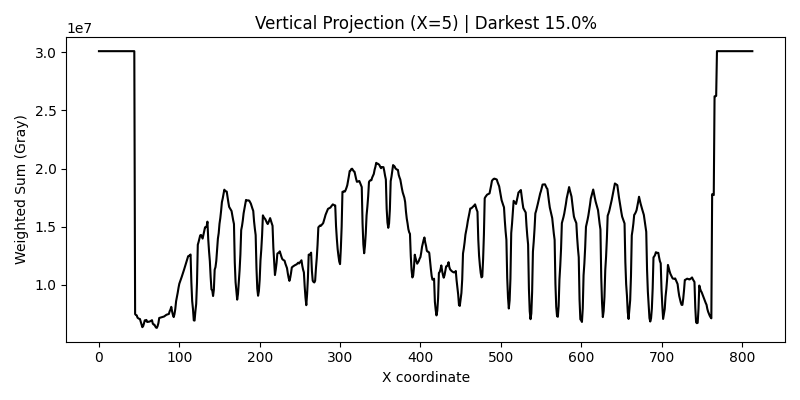 Vertical Projection (X=5) | Darkest 15.0%
1e7
3.0
2.5
2.0
1.5
1.0
Weighted Sum (Gray)
0 100 200 300 400 500 600 700 800
X coordinate